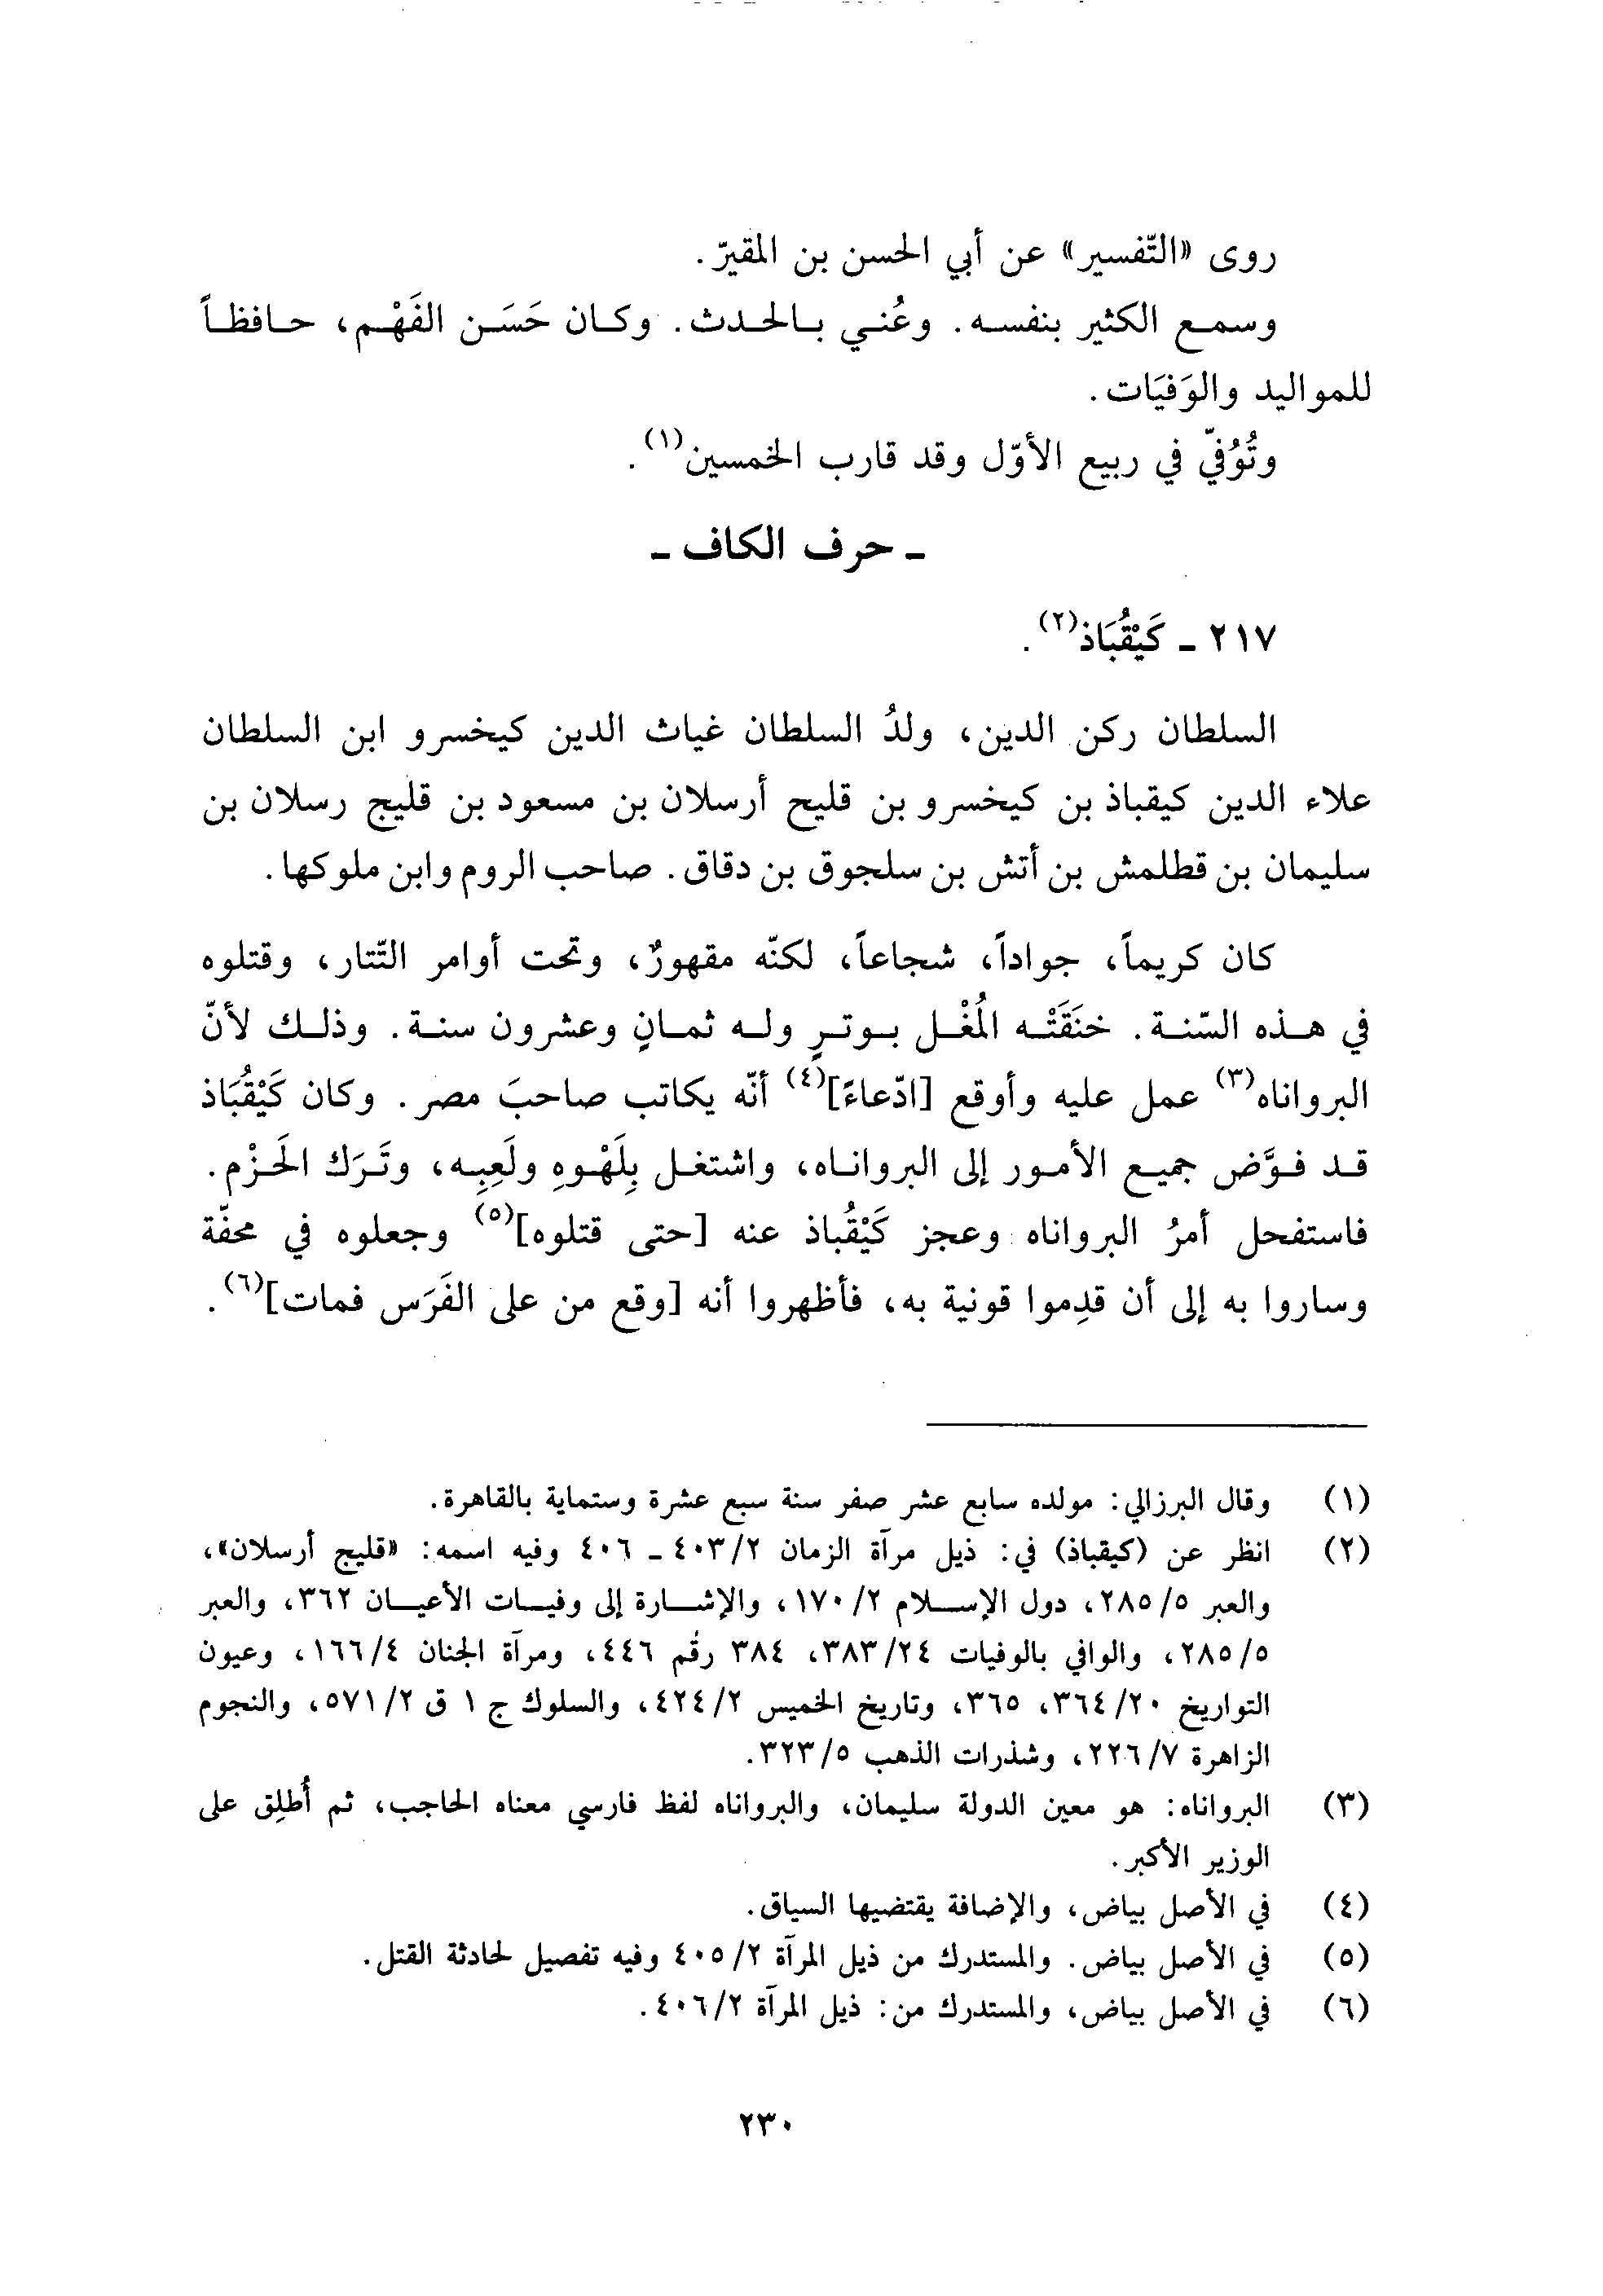 روى «التّفسير» عن أبي الحسن بن المقيرّ.
وسمع الكثير بنفسه. وعُني بالحدث. وكان حَسَن الفَهْم، حافظاً
للمواليد والوَفيَات.
وتُوُفيّ في ربيع الأوّل وقد قارب الخمسين(١).
ـ حرف الكاف ـ
٢١٧ ـ كَيْقُبَاذ(٢).
السلطان ركن الدين، ولدُ السلطان غياث الدين كيخسرو ابن السلطان
علاء الدين كيقباذ بن كيخسرو بن قليح أرسلان بن مسعود بن قليج رسلان بن
سليمان بن قطلمش بن أتش بن سلجوق بن دقاق. صاحب الروم وابن ملوكها.
كان كريماً، جواداً، شجاعاً، لكنّه مقهورٌ، وتحت أوامر التّتار، وقتلوه
في هذه السّنة. خنَقَتْه المُغْل بوترٍ وله ثمانٍ وعشرون سنة. وذلك لأنّ
البرواناه(٣) عمل عليه وأوقع [ادّعاءً](٤) أنّه يكاتب صاحبَ مصر. وكان كَيْقُبَاذ
قد فوَّض جميع الأمور إلى البرواناه، واشتغل بِلَهْوِهِ ولَعِبِه، وتَرَك الحَزْم.
فاستفحل أمرُ البرواناه وعجز كَيْقُباذ عنه [حتى قتلوه](٥) وجعلوه في محفّة
وساروا به إلى أن قدِموا قونية به، فأظهروا أنه [وقع من على الفَرَس فمات](٦).
(١) وقال البرزالي: مولده سابع عشر صفر سنة سبع عشرة وستماية بالقاهرة.
(٢) انظر عن (كيقباذ) في: ذيل مرآة الزمان ٤٠٣/٢ ـ ٤٠٦ وفيه اسمه: «قليج أرسلان»،
والعبر ٢٨٥/٥، دول الإسلام ١٧٠/٢، والإشارة إلى وفيات الأعيان ٣٦٢، والعبر
٢٨٥/٥، والوافي بالوفيات ٣٨٣/٢٤، ٣٨٤ رقم ٤٤٦، ومرآة الجنان ١٦٦/٤، وعيون
التواريخ ٣٦٤/٢٠، ٣٦٥، وتاريخ الخميس ٤٢٤/٢، والسلوك ج ١ ق ٥٧١/٢، والنجوم
الزاهرة ٢٢٦/٧، وشذرات الذهب ٣٢٣/٥.
(٣) البرواناه: هو معين الدولة سليمان، والبرواناه لفظ فارسي معناه الحاجب، ثم أُطلِق على
الوزير الأكبر.
(٤) في الأصل بياض، والإضافة يقتضيها السياق.
(٥) في الأصل بياض. والمستدرك من ذيل المرآة ٤٠٥/٢ وفيه تفصيل لحادثة القتل.
(٦) في الأصل بياض، والمستدرك من: ذيل المرآة ٤٠٦/٢.
٢٣٠